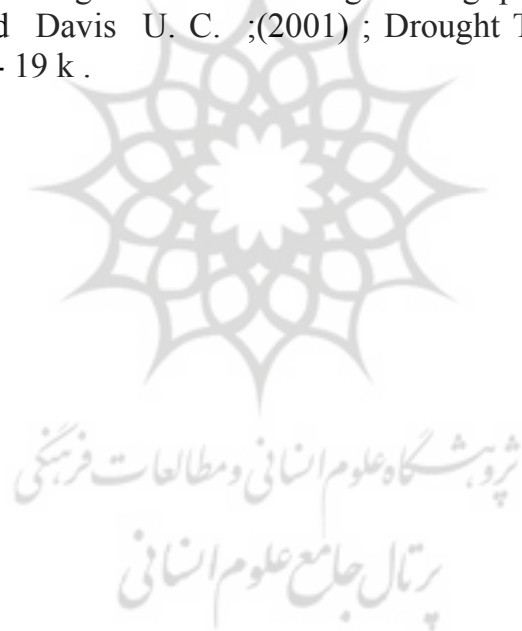 d Davis U. C. ;(2001) ; Drought T
- 19 k .
پژوهشگاه علوم انسانی و مطالعات فرهنگی
پرتال جامع علوم انسانی